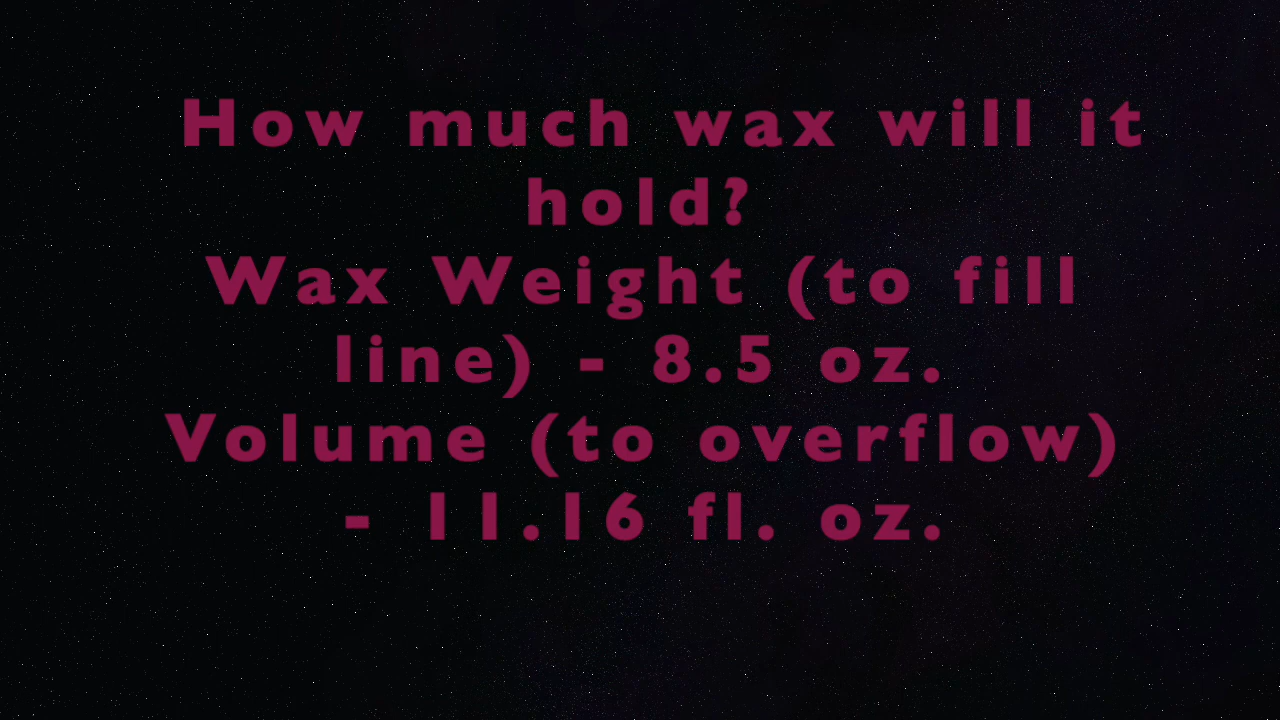 How much wax will it
hold?
Wax Weight (to fill
line) - 8.5 oz.
Volume (to overflow)
- 11.16 fl. oz.